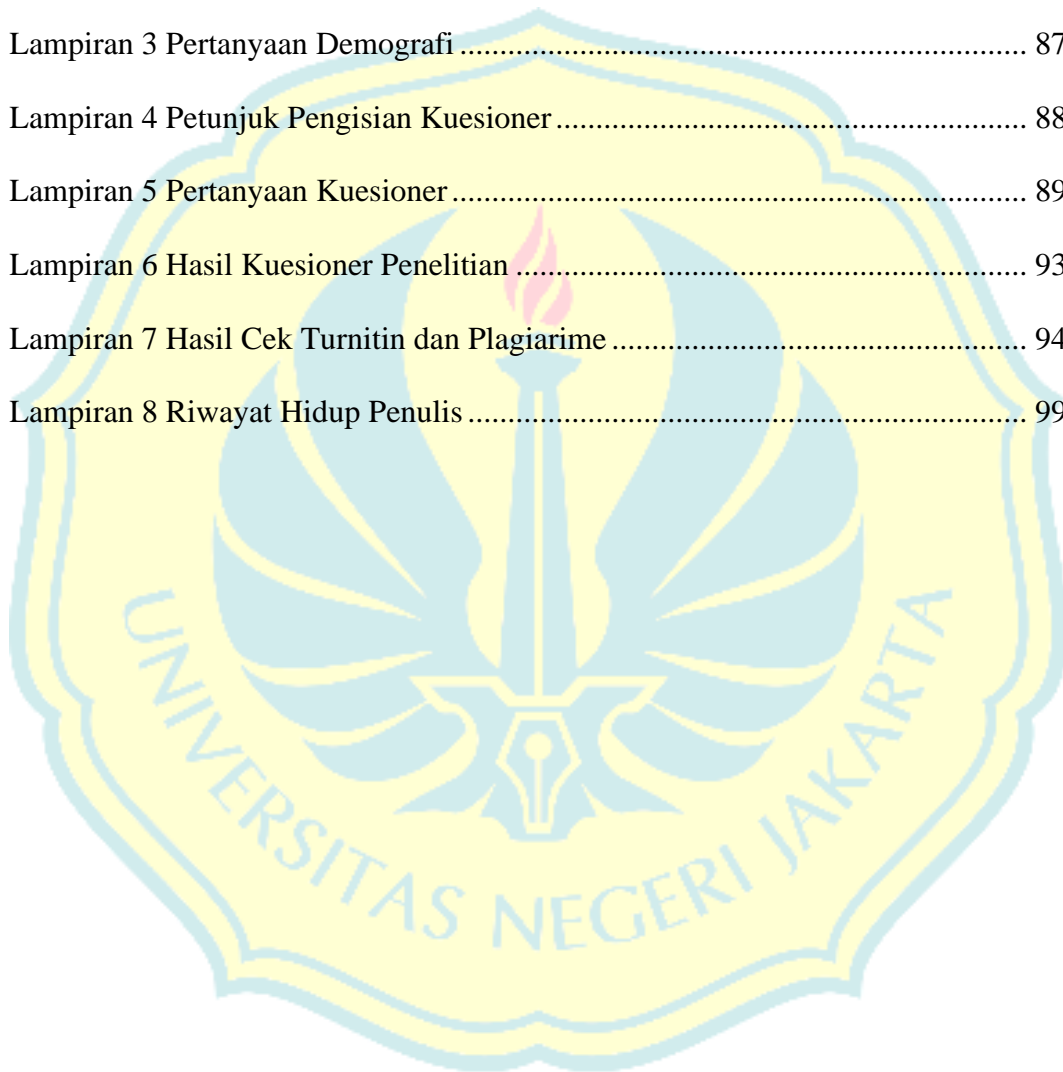 Lampiran 3 Pertanyaan Demografi.......................................................................... 87
Lampiran 4 Petunjuk Pengisian Kuesioner............................................................. 88
Lampiran 5 Pertanyaan Kuesioner........................................................................... 89
Lampiran 6 Hasil Kuesioner Penelitian .................................................................. 93
Lampiran 7 Hasil Cek Turnitin dan Plagiarime...................................................... 94
Lampiran 8 Riwayat Hidup Penulis......................................................................... 99
UNIVERSITAS NEGERI JAKARTA